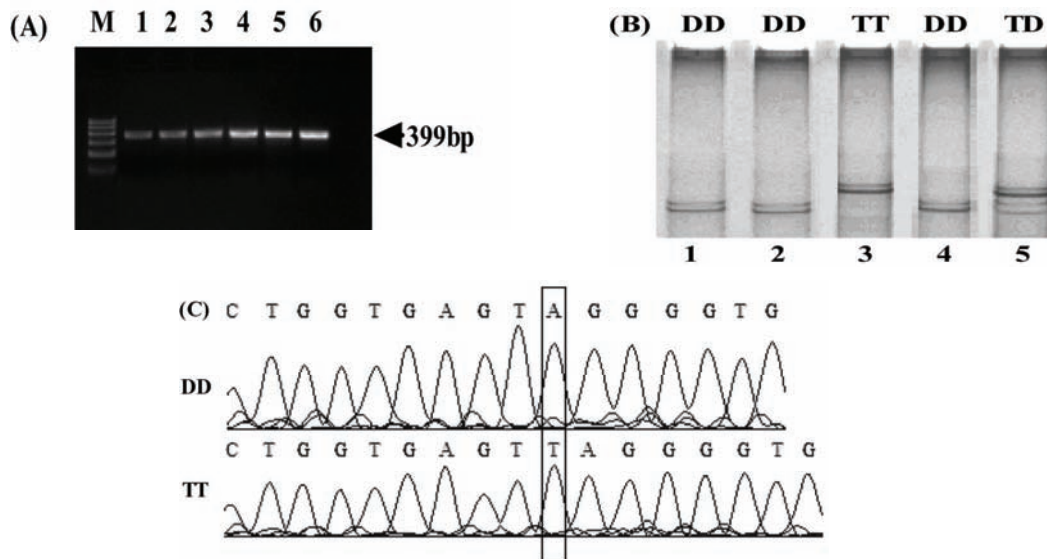 (A) M 1 2 3 4 5 6
399bp
(B) DD DD TT DD TD
1 2 3 4 5
(C) C T G G T G A G T A G G G G T G
DD
C T G G T G A G T T A G G G G T G
TT